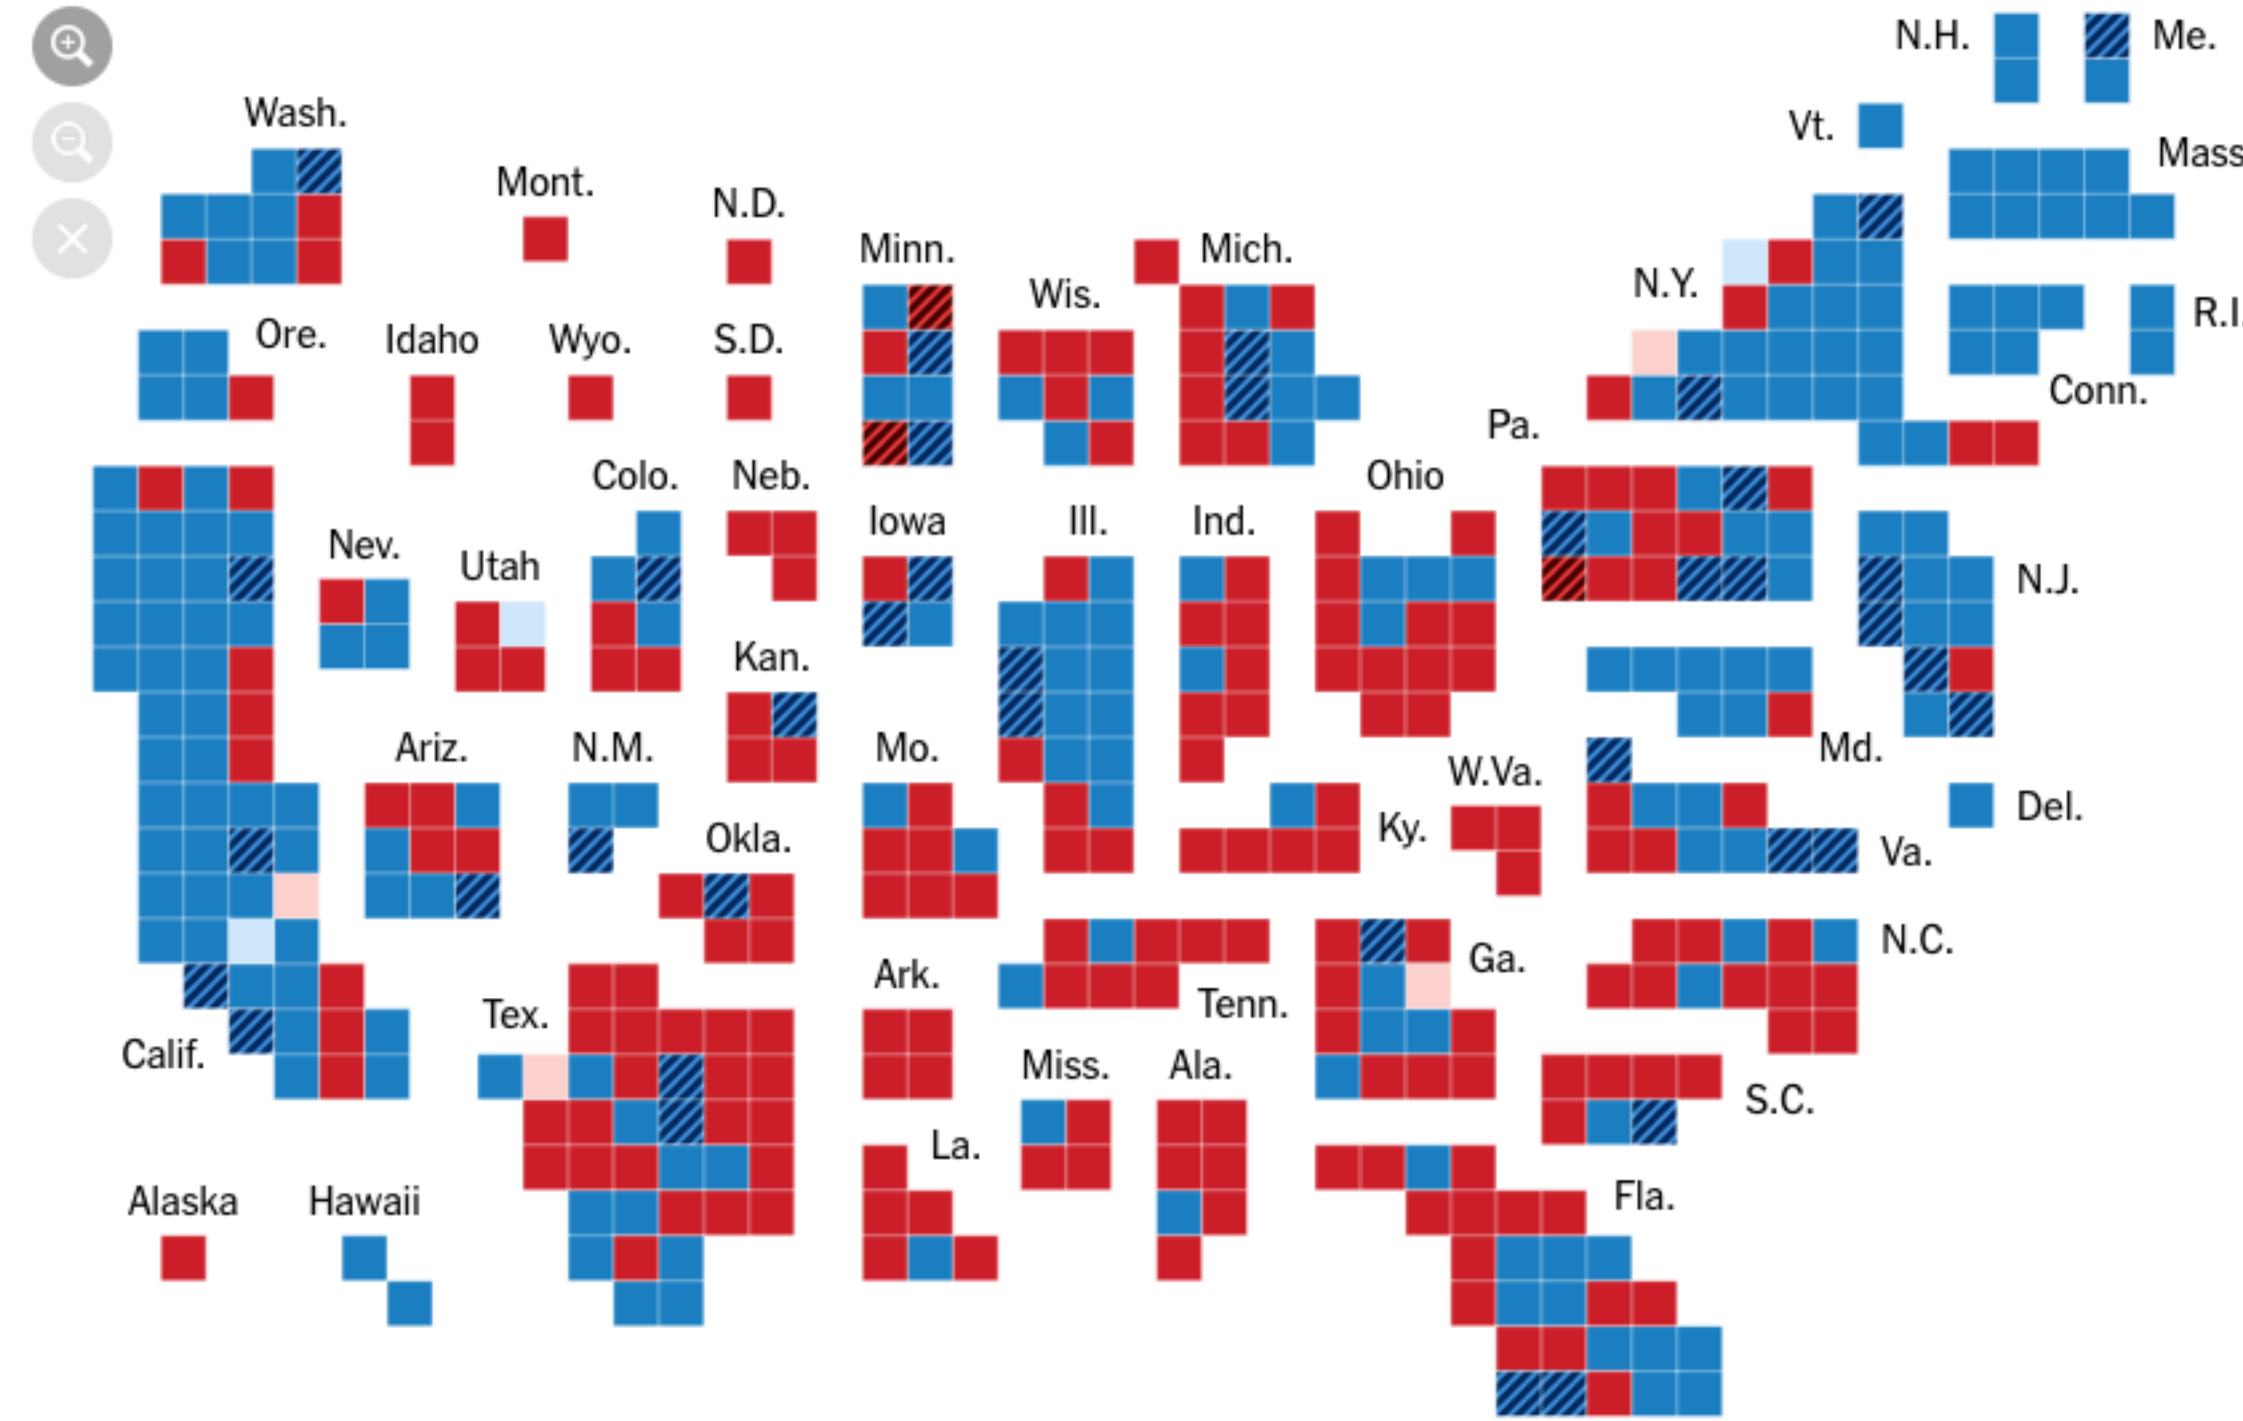 N.H.
Me.
Wash.
Vt.
Mass
Mont.
N.D.
Minn.
Mich.
Wis.
N.Y.
R.I.
Ore.
Idaho
Wyo.
S.D.
Conn.
Pa.
Colo.
Neb.
Ohio
Nev.
Utah
Iowa
Ill.
Ind.
N.J.
Kan.
Ariz.
N.M.
Mo.
W.Va.
Md.
Okla.
Ky.
Va.
Del.
Ark.
Ga.
N.C.
Calif.
Tex.
Tenn.
Miss.
Ala.
S.C.
La.
Alaska
Hawaii
Fla.